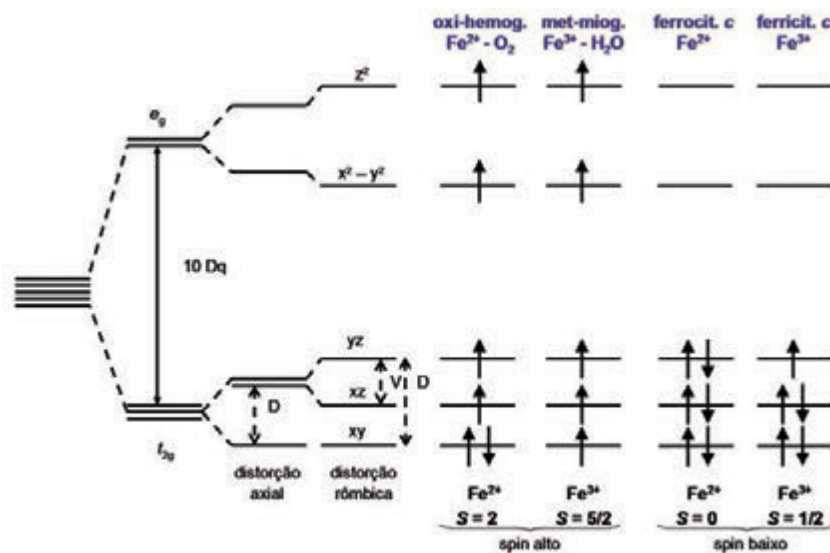 oxi-hemog. met-miog. ferrocit. c ferricit. c
Fe²⁺ - O₂ Fe³⁺ - H₂O Fe²⁺ Fe³⁺
z²
e_g
x² – y²
10 Dq
yz
V D
D
xz
xy
t_2g
distorção axial
distorção rômbica
Fe²⁺ Fe³⁺ Fe²⁺ Fe³⁺
S = 2 S = 5/2 S = 0 S = 1/2
spin alto spin baixo